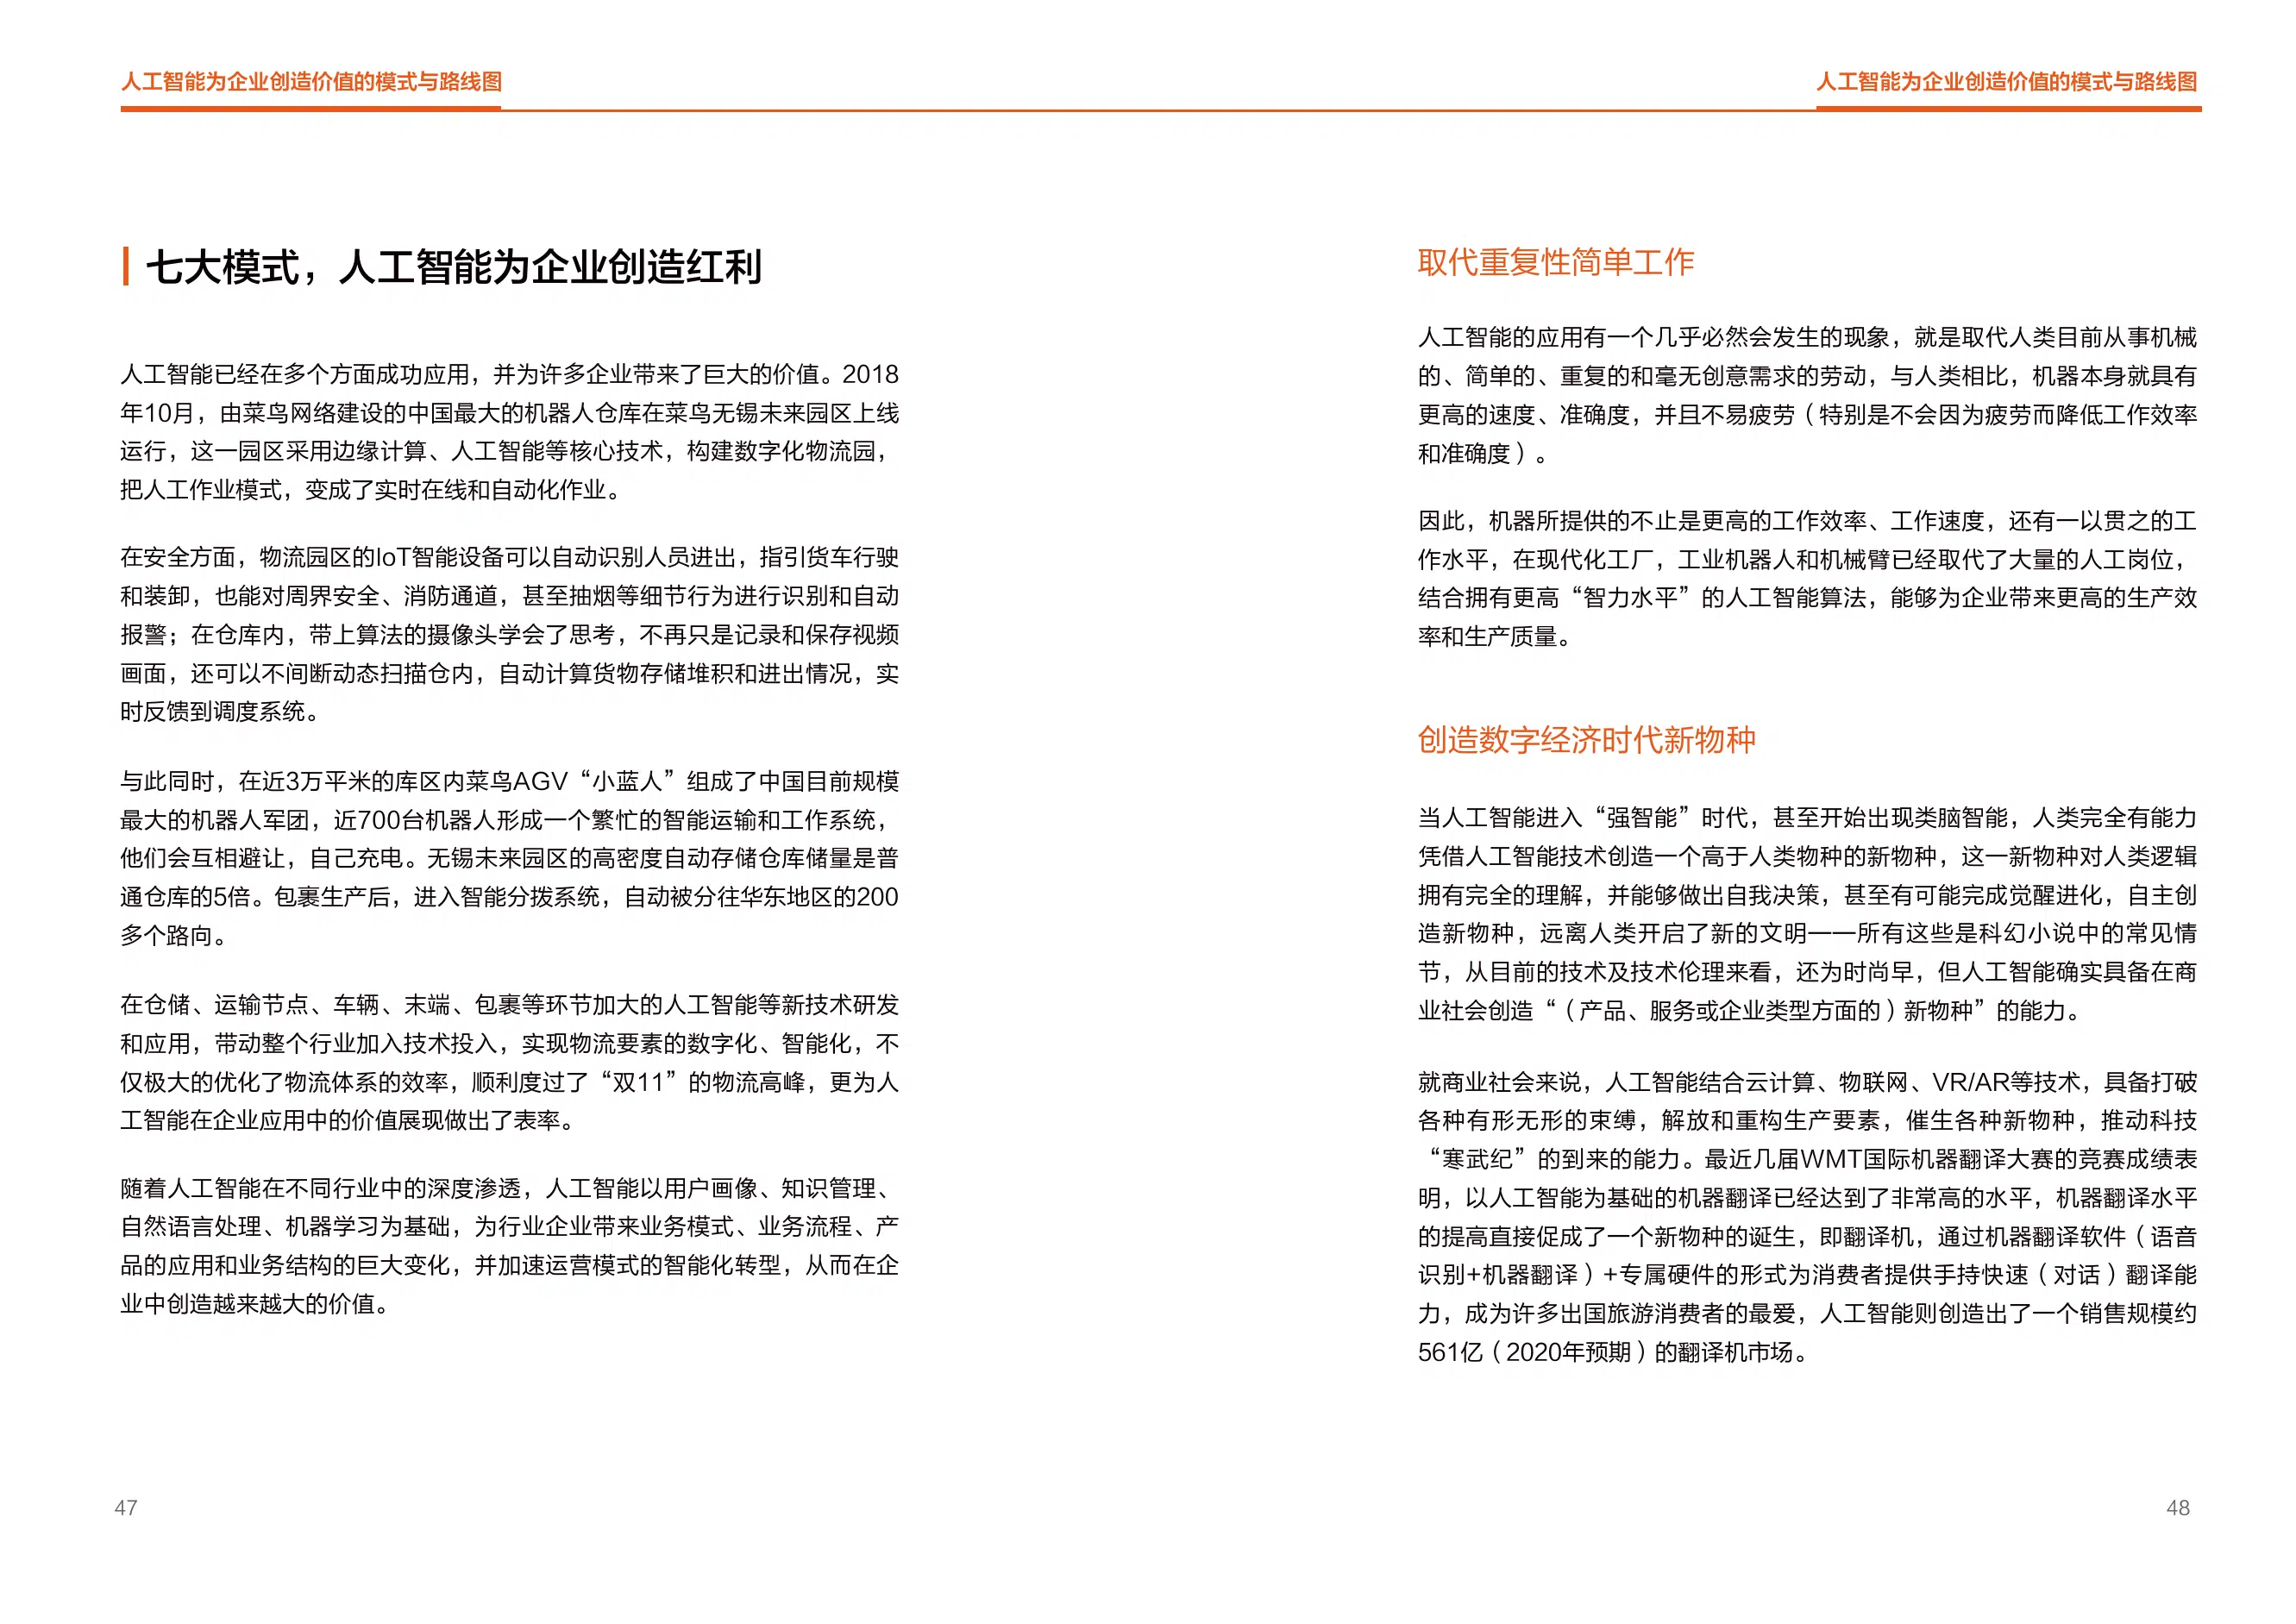 人工智能为企业创造价值的模式与路线图
人工智能为企业创造价值的模式与路线图
七大模式，人工智能为企业创造红利
人工智能已经在多个方面成功应用，并为许多企业带来了巨大的价值。2018
年10月，由菜鸟网络建设的中国最大的机器人仓库在菜鸟无锡未来园区上线
运行，这一园区采用边缘计算、人工智能等核心技术，构建数字化物流园，
把人工作业模式，变成了实时在线和自动化作业。
在安全方面，物流园区的IoT智能设备可以自动识别人员进出，指引货车行驶
和装卸，也能对周界安全、消防通道，甚至抽烟等细节行为进行识别和自动
报警；在仓库内，带上算法的摄像头学会了思考，不再只是记录和保存视频
画面，还可以不间断动态扫描仓内，自动计算货物存储堆积和进出情况，实
时反馈到调度系统。
与此同时，在近3万平米的库区内菜鸟AGV“小蓝人”组成了中国目前规模
最大的机器人军团，近700台机器人形成一个繁忙的智能运输和工作系统，
他们会互相避让，自己充电。无锡未来园区的高密度自动存储仓库储量是普
通仓库的5倍。包裹生产后，进入智能分拨系统，自动被分往华东地区的200
多个路向。
在仓储、运输节点、车辆、末端、包裹等环节加大的人工智能等新技术研发
和应用，带动整个行业加入技术投入，实现物流要素的数字化、智能化，不
仅极大的优化了物流体系的效率，顺利度过了“双11”的物流高峰，更为人
工智能在企业应用中的价值展现做出了表率。
随着人工智能在不同行业中的深度渗透，人工智能以用户画像、知识管理、
自然语言处理、机器学习为基础，为行业企业带来业务模式、业务流程、产
品的应用和业务结构的巨大变化，并加速运营模式的智能化转型，从而在企
业中创造越来越大的价值。
47
取代重复性简单工作
人工智能的应用有一个几乎必然会发生的现象，就是取代人类目前从事机械
的、简单的、重复的和毫无创意需求的劳动，与人类相比，机器本身就具有
更高的速度、准确度，并且不易疲劳（特别是不会因为疲劳而降低工作效率
和准确度）。
因此，机器所提供的不止是更高的工作效率、工作速度，还有一以贯之的工
作水平，在现代化工厂，工业机器人和机械臂已经取代了大量的人工岗位，
结合拥有更高“智力水平”的人工智能算法，能够为企业带来更高的生产效
率和生产质量。
创造数字经济时代新物种
当人工智能进入“强智能”时代，甚至开始出现类脑智能，人类完全有能力
凭借人工智能技术创造一个高于人类物种的新物种，这一新物种对人类逻辑
拥有完全的理解，并能够做出自我决策，甚至有可能完成觉醒进化，自主创
造新物种，远离人类开启了新的文明——所有这些是科幻小说中的常见情
节，从目前的技术及技术伦理来看，还为时尚早，但人工智能确实具备在商
业社会创造“（产品、服务或企业类型方面的）新物种”的能力。
就商业社会来说，人工智能结合云计算、物联网、VR/AR等技术，具备打破
各种有形无形的束缚，解放和重构生产要素，催生各种新物种，推动科技
“寒武纪”的到来的能力。最近几届WMT国际机器翻译大赛的竞赛成绩表
明，以人工智能为基础的机器翻译已经达到了非常高的水平，机器翻译水平
的提高直接促成了一个新物种的诞生，即翻译机，通过机器翻译软件（语音
识别+机器翻译）+专属硬件的形式为消费者提供手持快速（对话）翻译能
力，成为许多出国旅游消费者的最爱，人工智能则创造出了一个销售规模约
561亿（2020年预期）的翻译机市场。
48